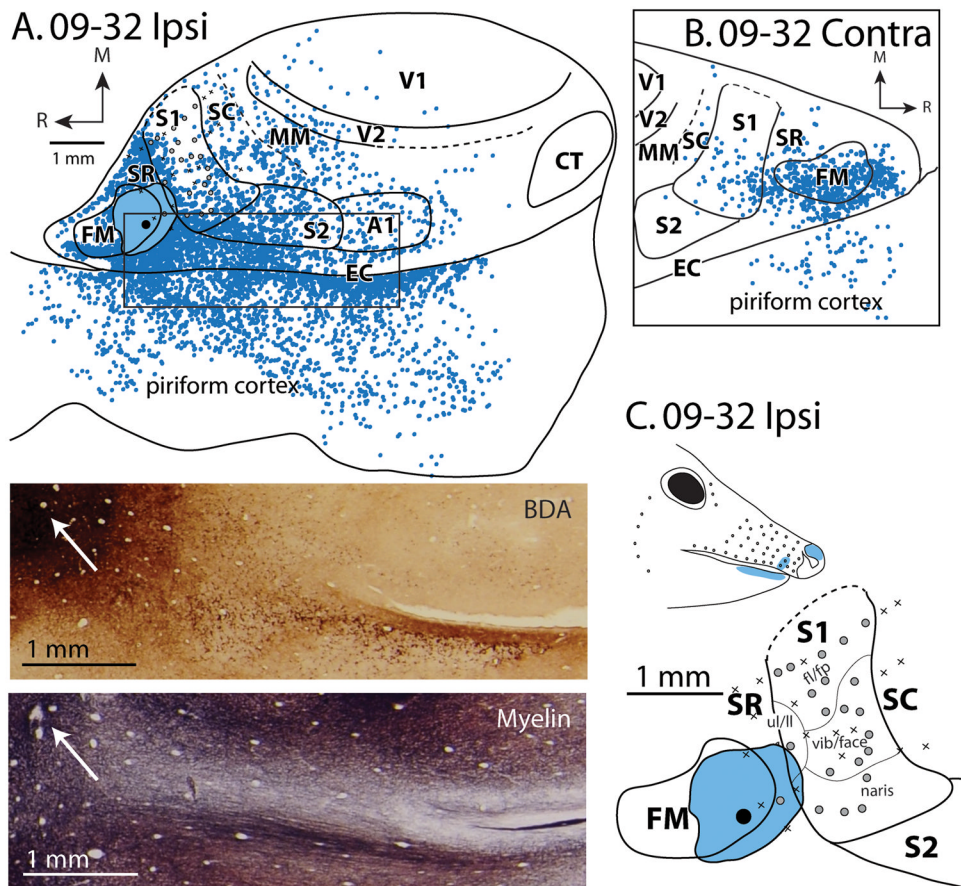 A. 09-32 Ipsi
M
R
1 mm
V1
S1
SC
MM
V2
CT
SR
FM
S2
A1
EC
piriform cortex
B. 09-32 Contra
M
R
V1
V2
SC
S1
SR
MM
FM
S2
EC
piriform cortex
BDA
1 mm
Myelin
1 mm
C. 09-32 Ipsi
S1
1 mm
fl/fp
SR
SC
ul/ll
vib/face
naris
FM
S2